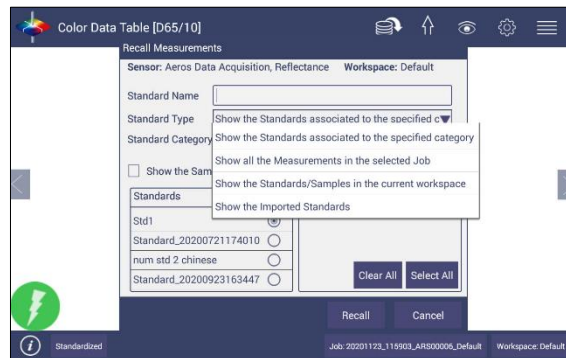 Color Data Table [D65/10]
Recall Measurements
Sensor: Aeros Data Acquisition, Reflectance Workspace: Default
Standard Name
Standard Type Show the Standards associated to the specified c
Standard Category
Show the Standards associated to the specified category
Show all the Measurements in the selected Job
Show the Standards/Samples in the current workspace
Show the Imported Standards
Show the Sam
Standards
Std1
Standard_20200721174010
num std 2 chinese
Standard_20200923163447
Clear All Select All
Recall Cancel
i Standardized Job: 20201123_115903_ARS00006_Default Workspace: Default